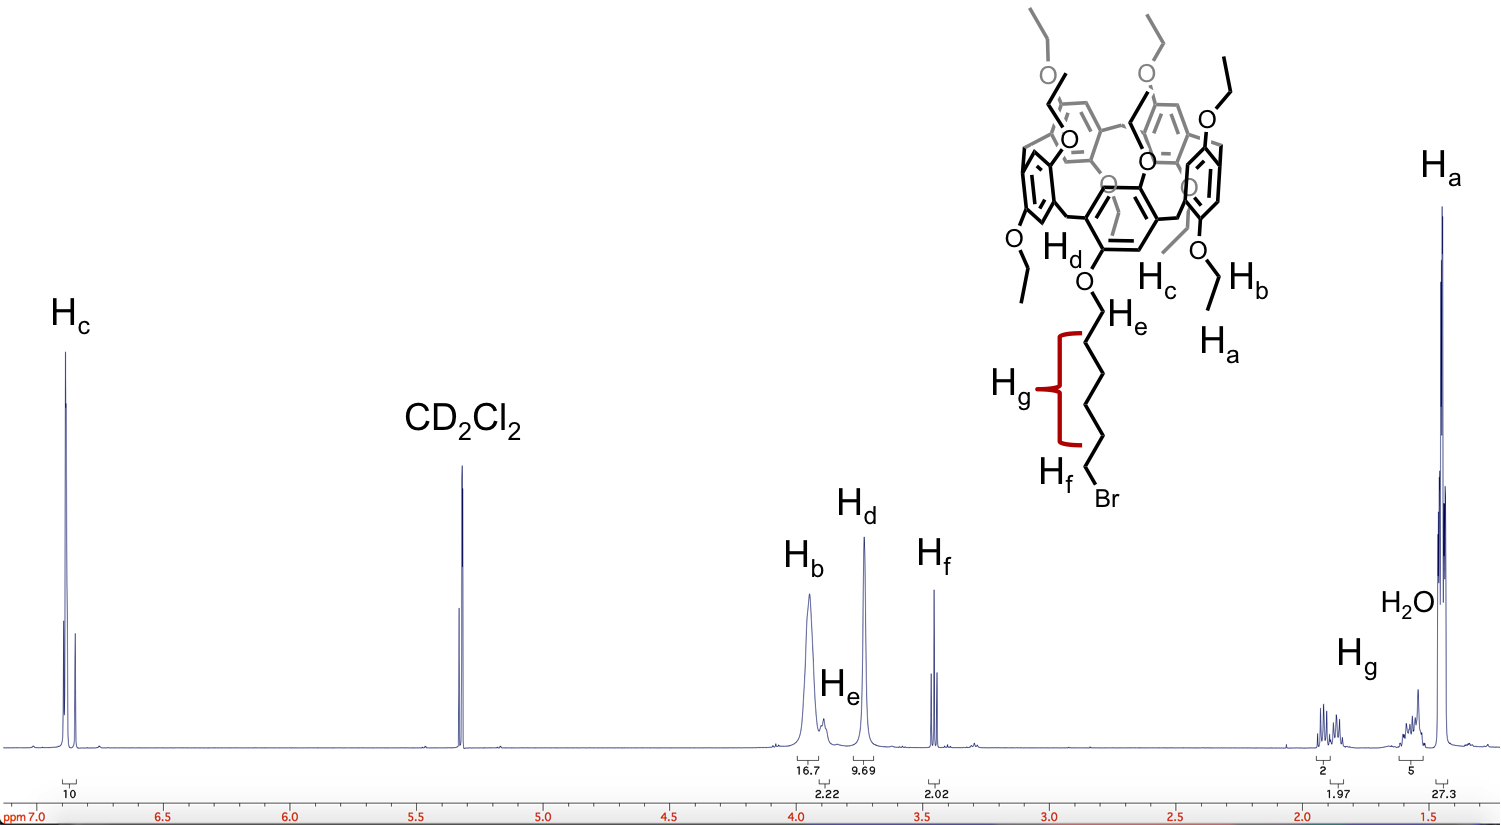 O
O
O
O
O
O
O
O
O
O
H_a
H_d
H_c
H_b
H_c
H_e
H_a
H_g
CD_2Cl_2
H_f
Br
H_d
H_b
H_f
H_2O
H_g
H_e
16.7 9.69 2 5
10 2.22 2.02 1.97 27.3
ppm 7.0 6.5 6.0 5.5 5.0 4.5 4.0 3.5 3.0 2.5 2.0 1.5